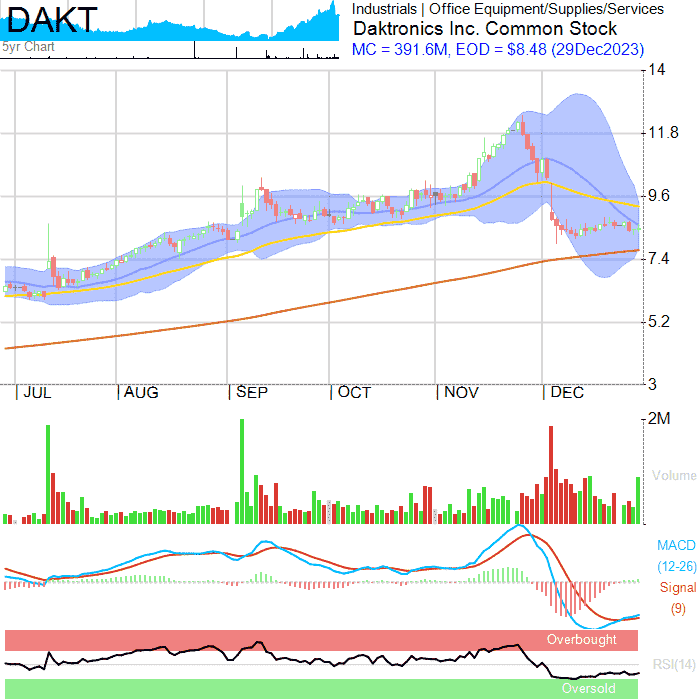 DAKT
5yr Chart
Industrials | Office Equipment/Supplies/Services
Daktronics Inc. Common Stock
MC = 391.6M, EOD = $8.48 (29Dec2023)
14
11.8
9.6
7.4
5.2
3
JUL AUG SEP OCT NOV DEC
2M
Volume
MACD
(12-26)
Signal
(9)
Overbought
RSI(14)
Oversold